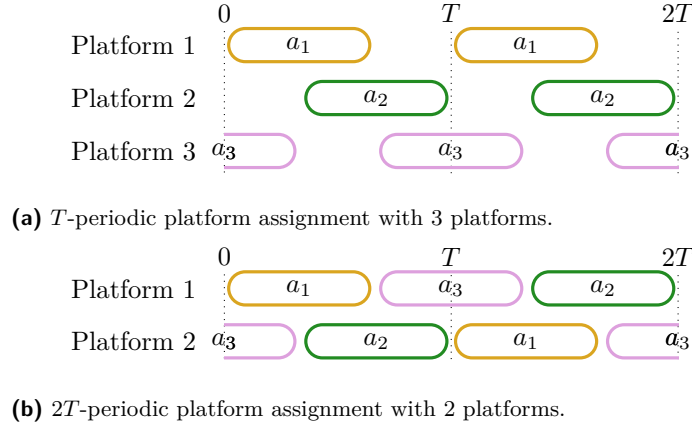 0 T 2T
Platform 1 a₁ a₁
Platform 2 a₂ a₂
Platform 3 a₃ a₃ a₃
(a) T-periodic platform assignment with 3 platforms.
0 T 2T
Platform 1 a₁ a₃ a₂
Platform 2 a₃ a₂ a₁ a₃
(b) 2T-periodic platform assignment with 2 platforms.